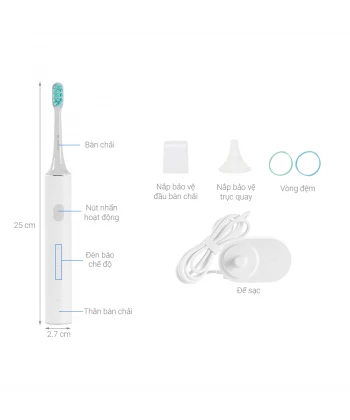 Bàn chải
Nút nhấn
hoạt động
25 cm
Đèn báo
chế độ
Thân bàn chải
2.7 cm
Nắp bảo vệ
đầu bàn chải
Nắp bảo vệ
trục quay
Vòng đệm
Đế sạc